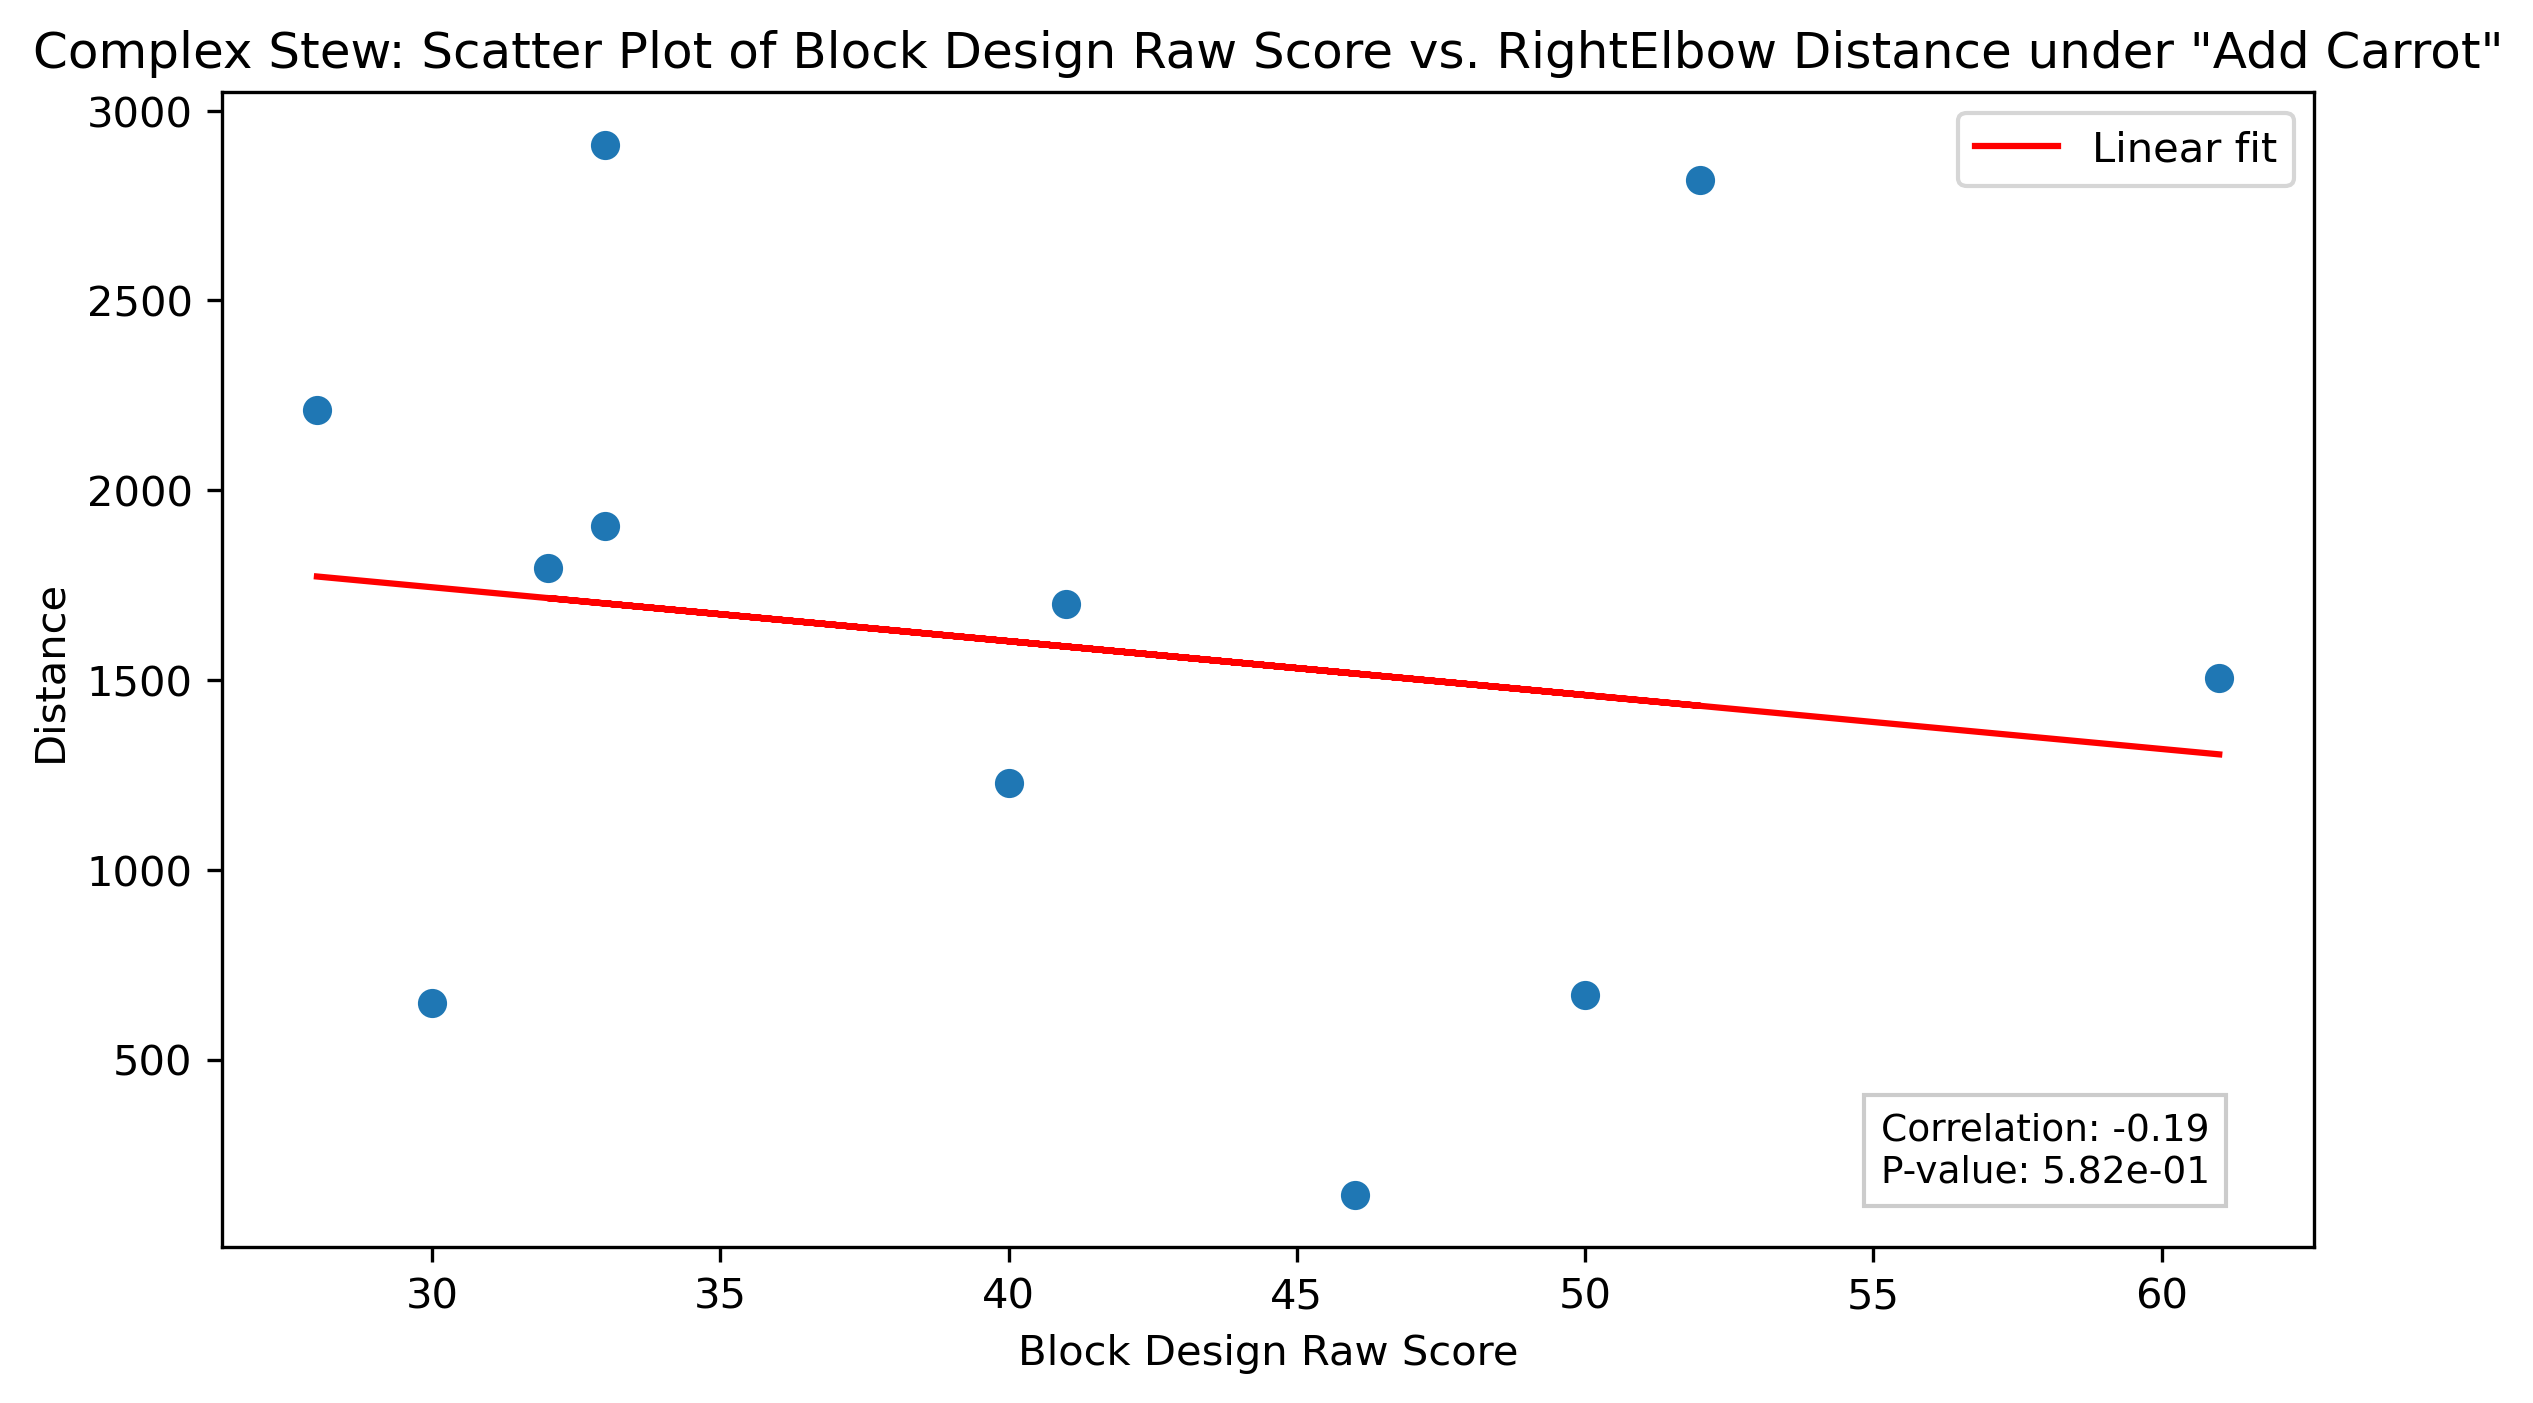 Complex Stew: Scatter Plot of Block Design Raw Score vs. RightElbow Distance under "Add Carrot"
Linear fit
3000
2500
2000
1500
1000
500
Distance
Correlation: -0.19
P-value: 5.82e-01
30 35 40 45 50 55 60
Block Design Raw Score